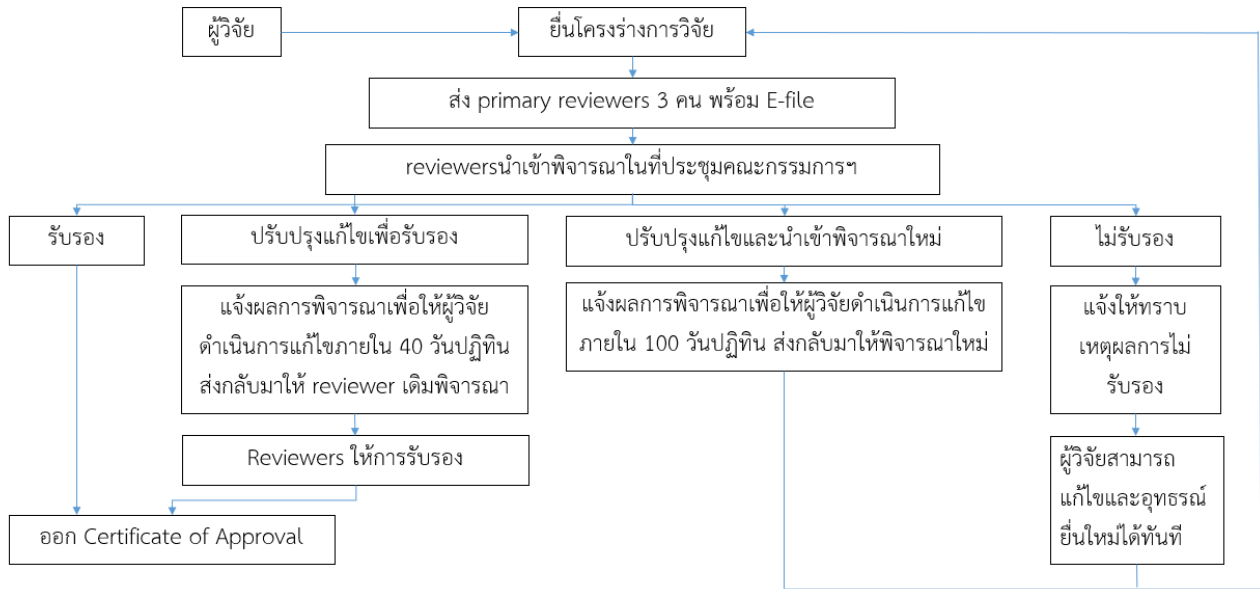 ผู้วิจัย
ยื่นโครงร่างการวิจัย
ส่ง primary reviewers 3 คน พร้อม E-file
reviewersนำเข้าพิจารณาในที่ประชุมคณะกรรมการฯ
รับรอง
ปรับปรุงแก้ไขเพื่อรับรอง
ปรับปรุงแก้ไขและนำเข้าพิจารณาใหม่
ไม่รับรอง
แจ้งผลการพิจารณาเพื่อให้ผู้วิจัย
ดำเนินการแก้ไขภายใน 40 วันปฏิทิน
ส่งกลับมาให้ reviewer เดิมพิจารณา
แจ้งผลการพิจารณาเพื่อให้ผู้วิจัยดำเนินการแก้ไข
ภายใน 100 วันปฏิทิน ส่งกลับมาให้พิจารณาใหม่
แจ้งให้ทราบ
เหตุผลการไม่
รับรอง
Reviewers ให้การรับรอง
ผู้วิจัยสามารถ
แก้ไขและอุทธรณ์
ยื่นใหม่ได้ทันที
ออก Certificate of Approval